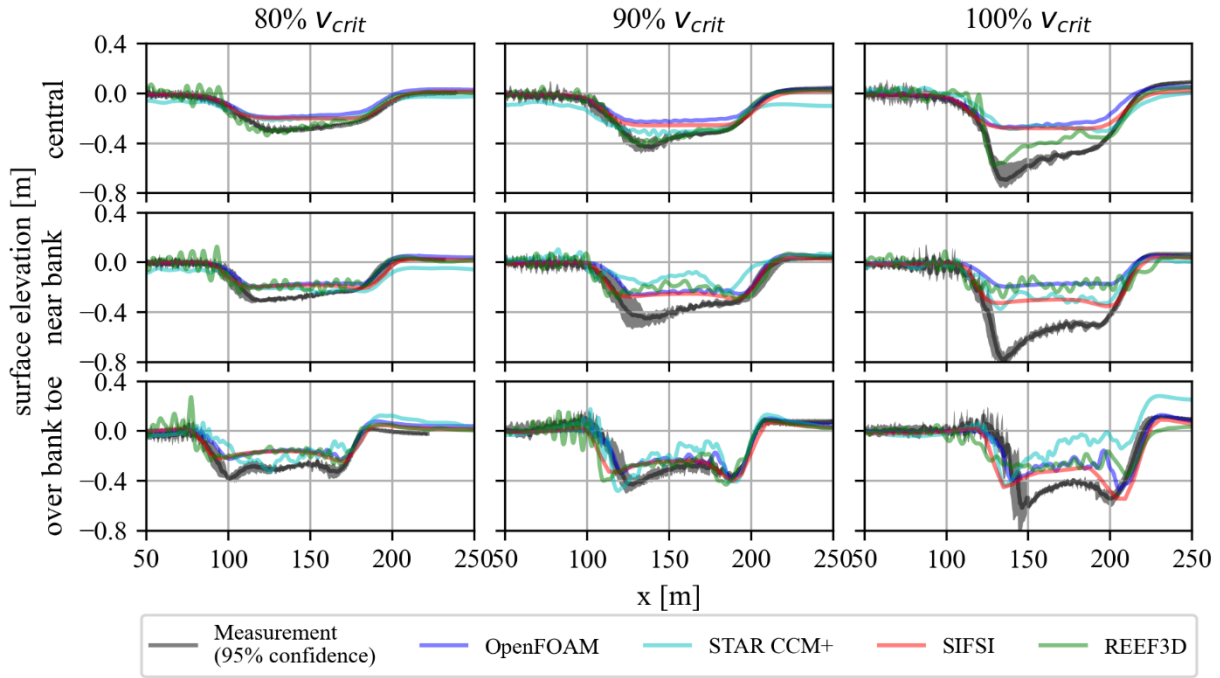 80% v_crit 90% v_crit 100% v_crit
surface elevation [m]
central
0.4
0.0
−0.4
−0.8
near bank
0.4
0.0
−0.4
−0.8
over bank toe
0.4
0.0
−0.4
−0.8
50 100 150 200 250
50 100 150 200 250
50 100 150 200 250
x [m]
Measurement
(95% confidence)
OpenFOAM
STAR CCM+
SIFSI
REEF3D